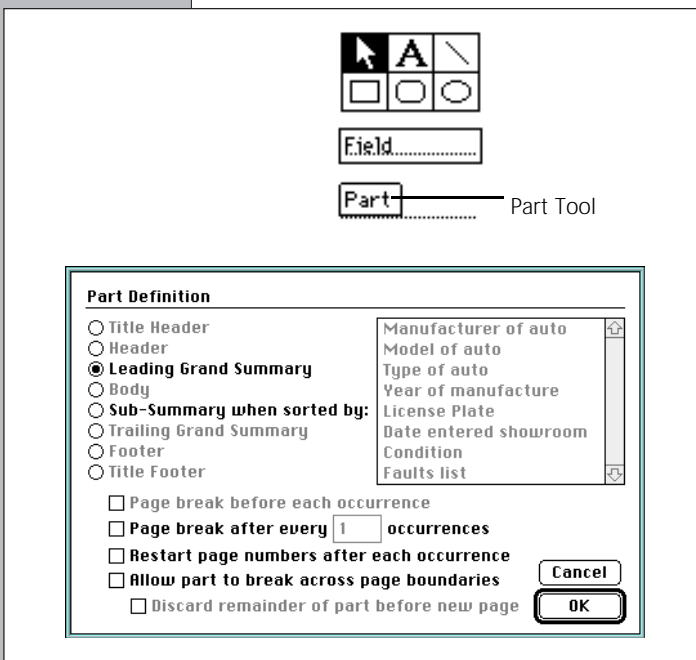 A
Field
Part
Part Tool
Part Definition
Title Header
Header
Leading Grand Summary
Body
Sub-Summary when sorted by:
Trailing Grand Summary
Footer
Title Footer
Manufacturer of auto
Model of auto
Type of auto
Year of manufacture
License Plate
Date entered showroom
Condition
Faults list
Page break before each occurrence
Page break after every 1 occurrences
Restart page numbers after each occurrence
Allow part to break across page boundaries
Discard remainder of part before new page
Cancel
OK